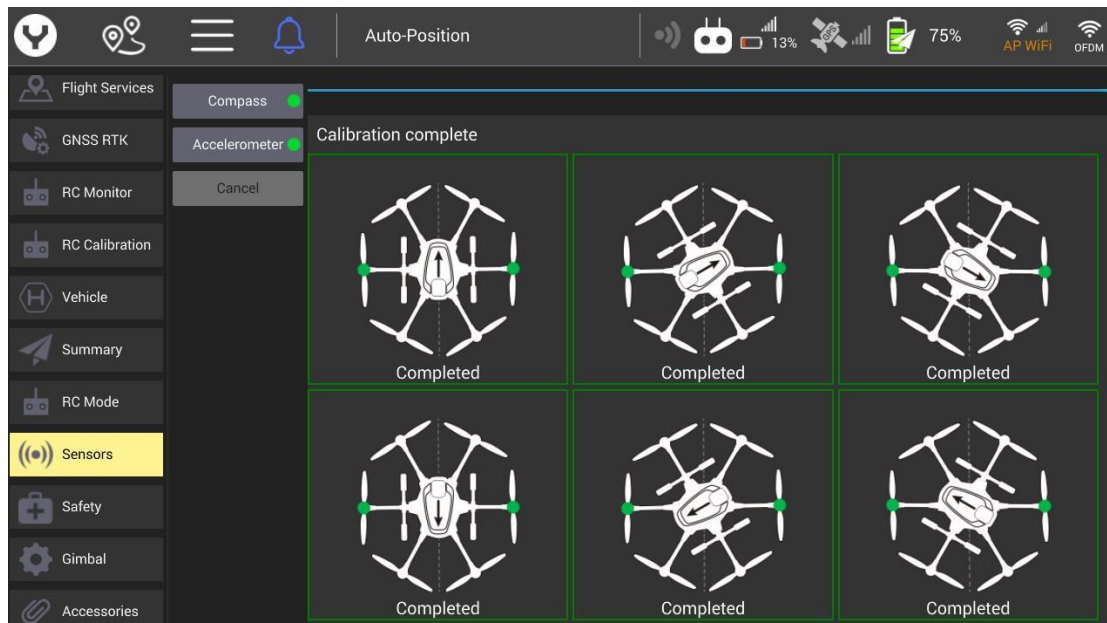 Auto-Position
13%
GPS
75%
AP WiFi
OFDM
Flight Services
GNSS RTK
RC Monitor
RC Calibration
Vehicle
Summary
RC Mode
Sensors
Safety
Gimbal
Accessories
Compass
Accelerometer
Cancel
Calibration complete
Completed
Completed
Completed
Completed
Completed
Completed